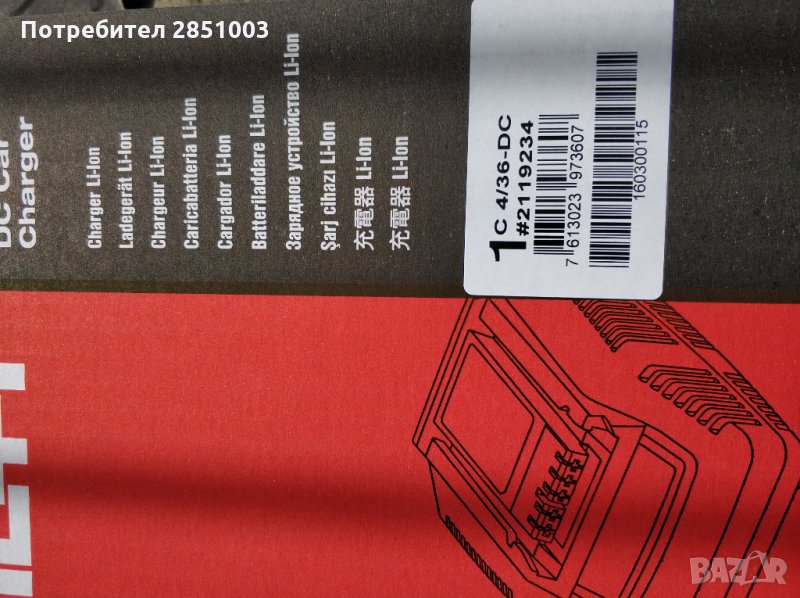 Потребител 2851003
DC Car
Charger
Charger Li-Ion
Ladegerät Li-Ion
Chargeur Li-Ion
Caricabatteria Li-Ion
Cargador Li-Ion
Batteriladdare Li-Ion
Зарядное устройство Li-Ion
Şarj cihazı Li-Ion
充電器 Li-Ion
充電器 Li-Ion
1 C 4/36-DC
#2119234
7 613023 973607
160300115
BAZAR